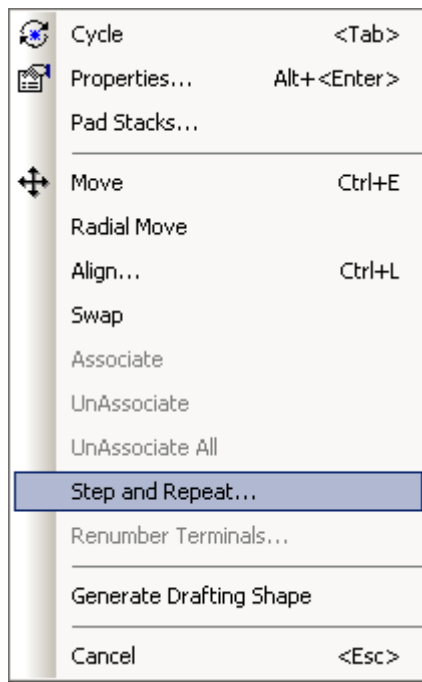 Cycle <Tab>
Properties... Alt+<Enter>
Pad Stacks...
Move Ctrl+E
Radial Move
Align... Ctrl+L
Swap
Associate
UnAssociate
UnAssociate All
Step and Repeat...
Renumber Terminals...
Generate Drafting Shape
Cancel <Esc>